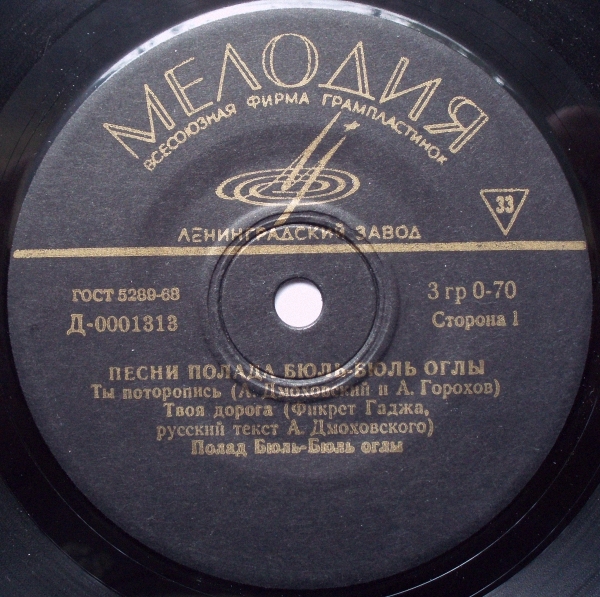 МЕЛОДИЯ
ВСЕСОЮЗНАЯ ФИРМА ГРАМПЛАСТИНОК
33
ЛЕНИНГРАДСКИЙ ЗАВОД
ГОСТ 5289-68
3 гр 0-70
Д-0001313
Сторона 1
ПЕСНИ ПОЛАДА БЮЛЬ-БЮЛЬ ОГЛЫ
Ты поторопись (А. Дмоховский и А. Горохов)
Твоя дорога (Фикрет Гаджа,
русский текст А. Дмоховского)
Полад Бюль-Бюль оглы